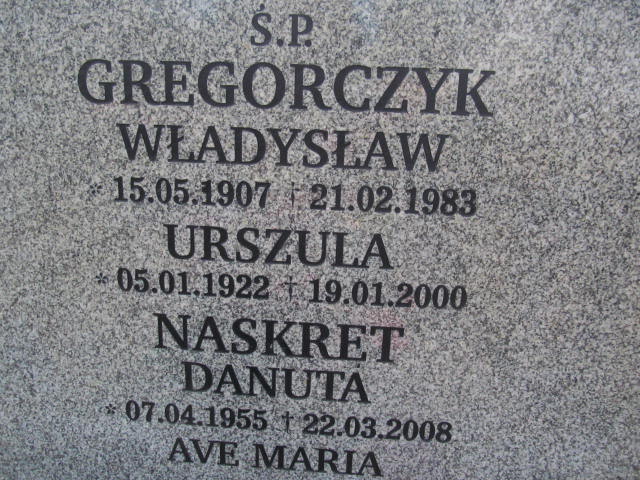 Ś.P.
GREGORCZYK
WŁADYSŁAW
* 15.05.1907 † 21.02.1983
URSZULA
* 05.01.1922 † 19.01.2000
NASKRET
DANUTA
* 07.04.1955 † 22.03.2008
AVE MARIA